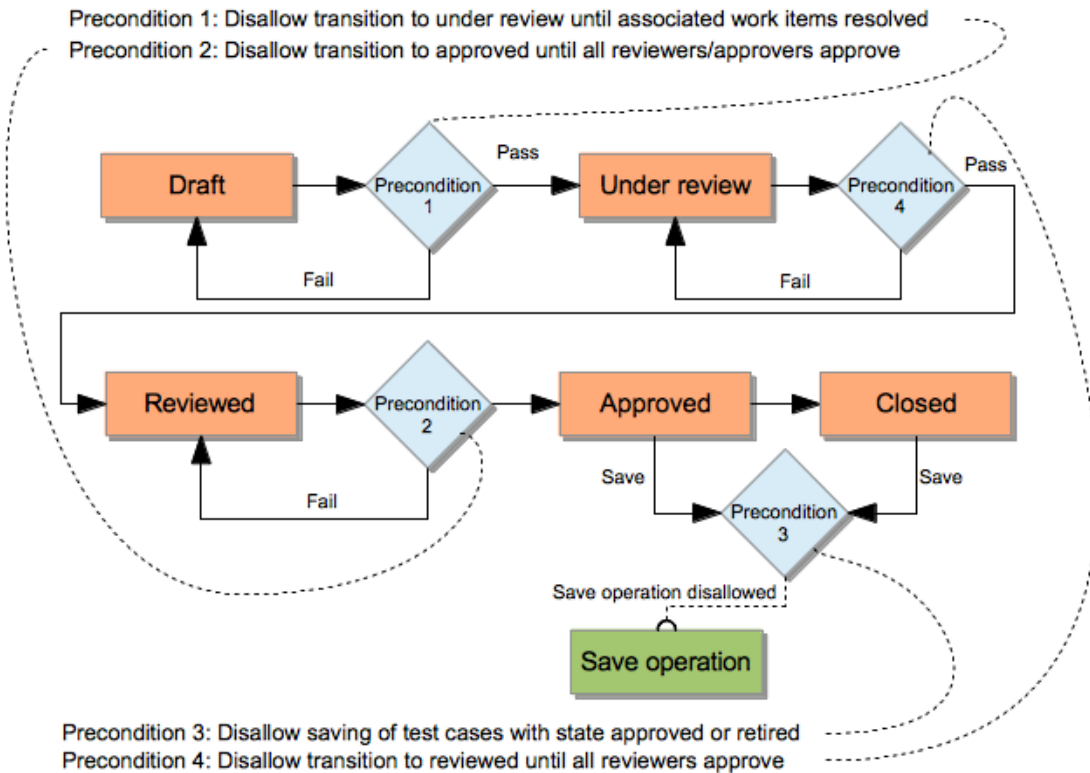 Precondition 1: Disallow transition to under review until associated work items resolved
Precondition 2: Disallow transition to approved until all reviewers/approvers approve
Draft
Precondition
1
Pass
Under review
Precondition
4
Pass
Fail
Fail
Reviewed
Precondition
2
Approved
Closed
Fail
Save
Save
Precondition
3
Save operation disallowed
Save operation
Precondition 3: Disallow saving of test cases with state approved or retired
Precondition 4: Disallow transition to reviewed until all reviewers approve